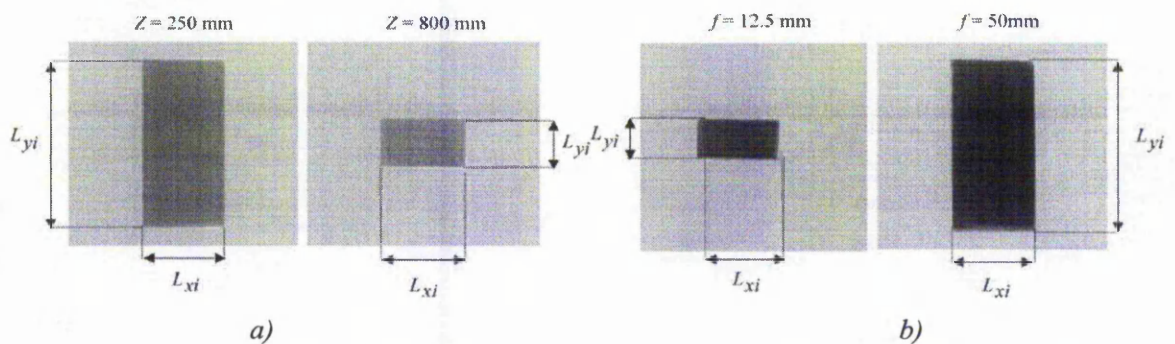 Z = 250 mm
Z = 800 mm
f = 12.5 mm
f = 50mm
L_yi
L_yi
L_yi
L_yi
L_xi
L_xi
L_xi
L_xi
a)
b)